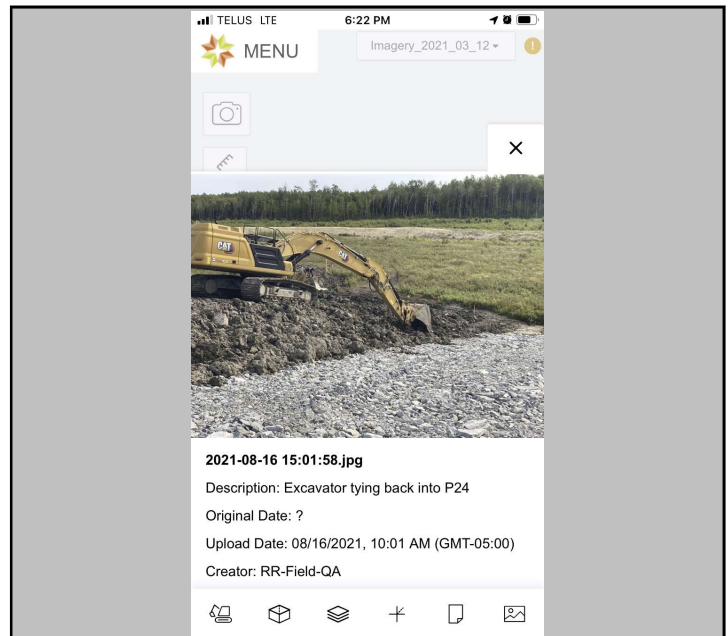 TELUS LTE 6:22 PM
MENU
Imagery_2021_03_12
!
CAT
CAT
2021-08-16 15:01:58.jpg
Description: Excavator tying back into P24
Original Date: ?
Upload Date: 08/16/2021, 10:01 AM (GMT-05:00)
Creator: RR-Field-QA